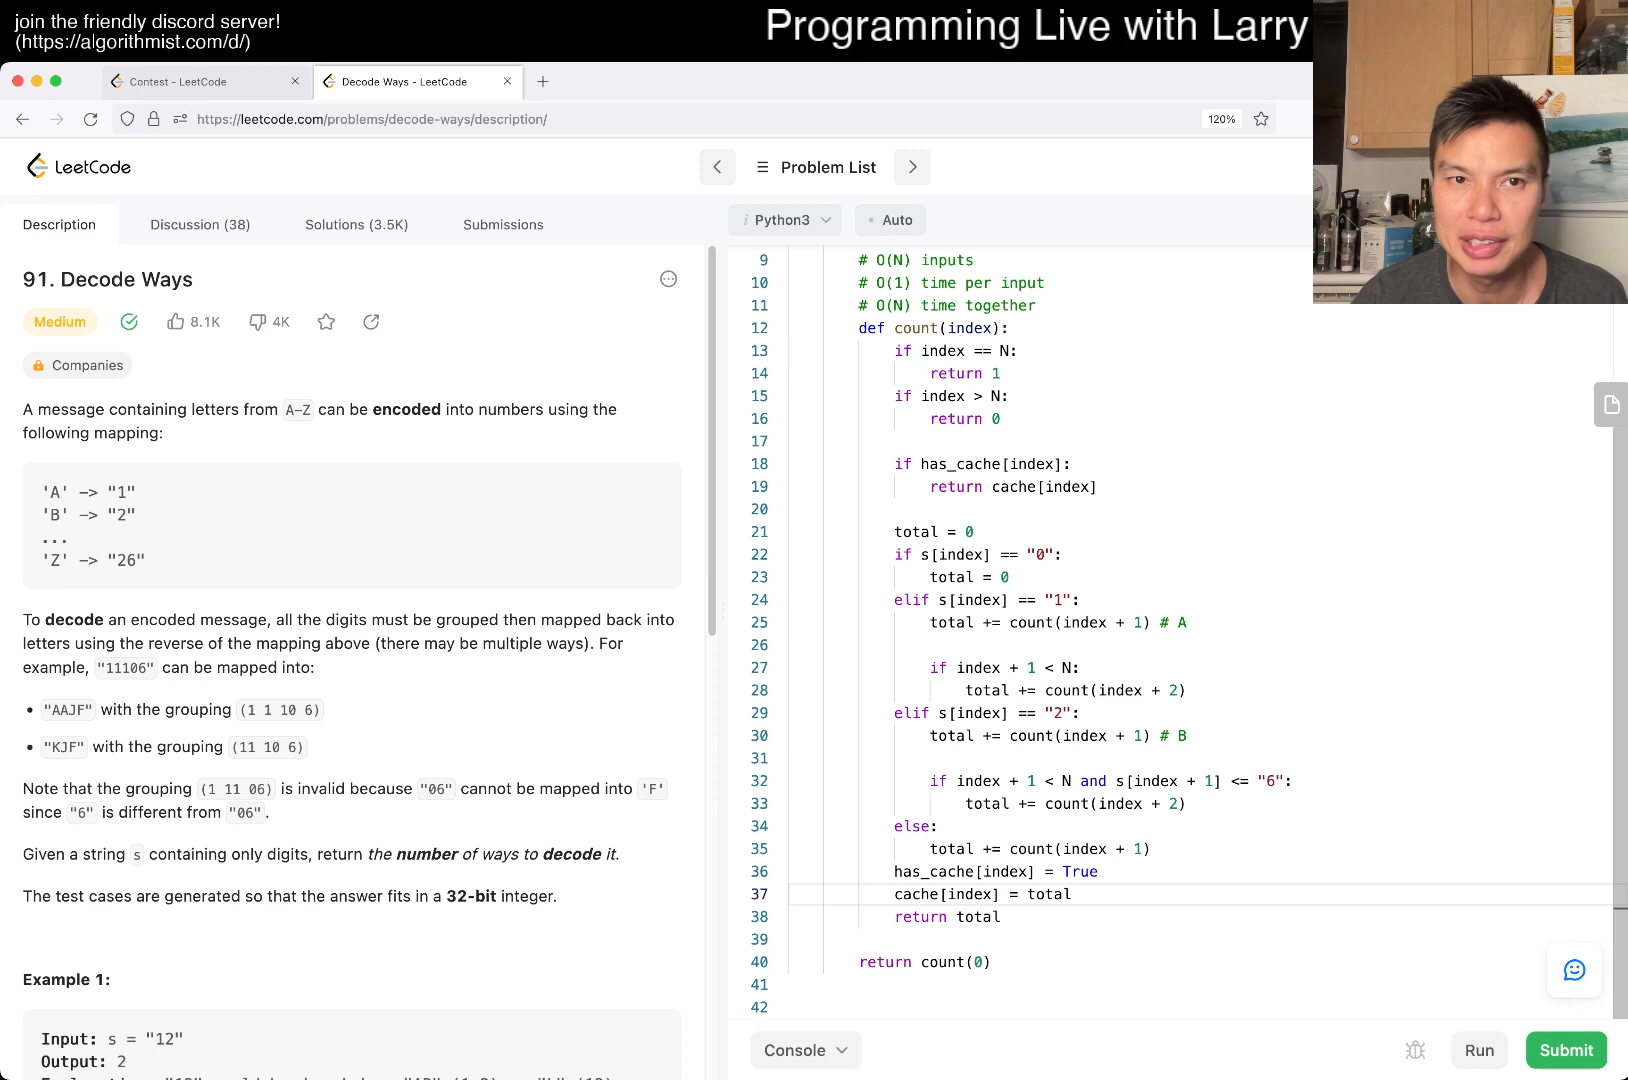 join the friendly discord server!
(https://algorithmist.com/d/)
Programming Live with Larry
Contest - LeetCode
Decode Ways - LeetCode
https://leetcode.com/problems/decode-ways/description/
120%
LeetCode
Problem List
Description
Discussion (38)
Solutions (3.5K)
Submissions
i Python3
Auto
91. Decode Ways
Medium
8.1K
4K
Companies
A message containing letters from A-Z can be encoded into numbers using the
following mapping:
'A' -> "1"
'B' -> "2"
...
'Z' -> "26"
To decode an encoded message, all the digits must be grouped then mapped back into
letters using the reverse of the mapping above (there may be multiple ways). For
example, "11106" can be mapped into:
• "AAJF" with the grouping (1 1 10 6)
• "KJF" with the grouping (11 10 6)
Note that the grouping (1 11 06) is invalid because "06" cannot be mapped into 'F'
since "6" is different from "06".
Given a string s containing only digits, return the number of ways to decode it.
The test cases are generated so that the answer fits in a 32-bit integer.
Example 1:
Input: s = "12"
Output: 2
9 # O(N) inputs
10 # O(1) time per input
11 # O(N) time together
12 def count(index):
13 if index == N:
14 return 1
15 if index > N:
16 return 0
17
18 if has_cache[index]:
19 return cache[index]
20
21 total = 0
22 if s[index] == "0":
23 total = 0
24 elif s[index] == "1":
25 total += count(index + 1) # A
26
27 if index + 1 < N:
28 total += count(index + 2)
29 elif s[index] == "2":
30 total += count(index + 1) # B
31
32 if index + 1 < N and s[index + 1] <= "6":
33 total += count(index + 2)
34 else:
35 total += count(index + 1)
36 has_cache[index] = True
37 cache[index] = total
38 return total
39
40 return count(0)
41
42
Console
Run
Submit